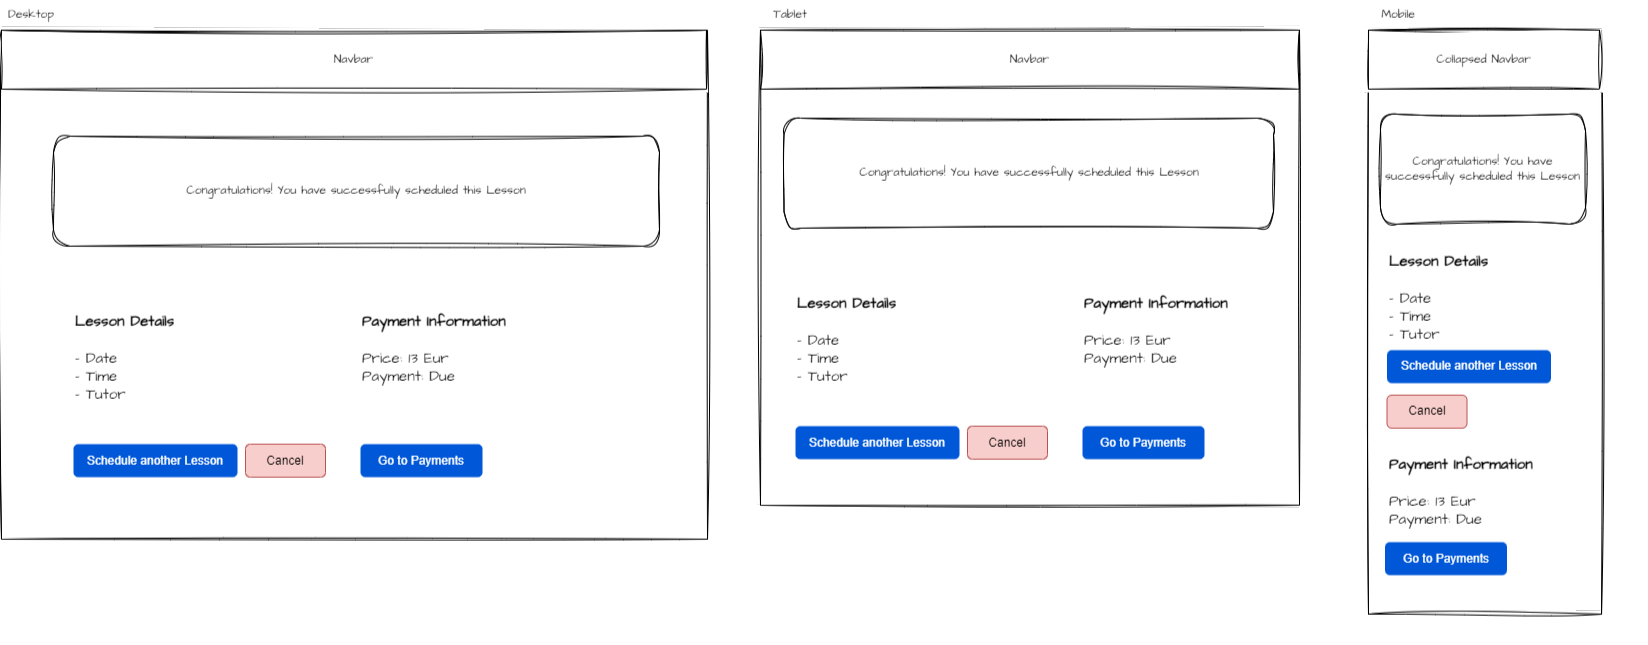 Desktop
Navbar
Congratulations! You have successfully scheduled this Lesson
Lesson Details
- Date
- Time
- Tutor
Schedule another Lesson
Cancel
Payment Information
Price: 13 Eur
Payment: Due
Go to Payments
Tablet
Navbar
Congratulations! You have successfully scheduled this Lesson
Lesson Details
- Date
- Time
- Tutor
Schedule another Lesson
Cancel
Payment Information
Price: 13 Eur
Payment: Due
Go to Payments
Mobile
Collapsed Navbar
Congratulations! You have
successfully scheduled this Lesson
Lesson Details
- Date
- Time
- Tutor
Schedule another Lesson
Cancel
Payment Information
Price: 13 Eur
Payment: Due
Go to Payments